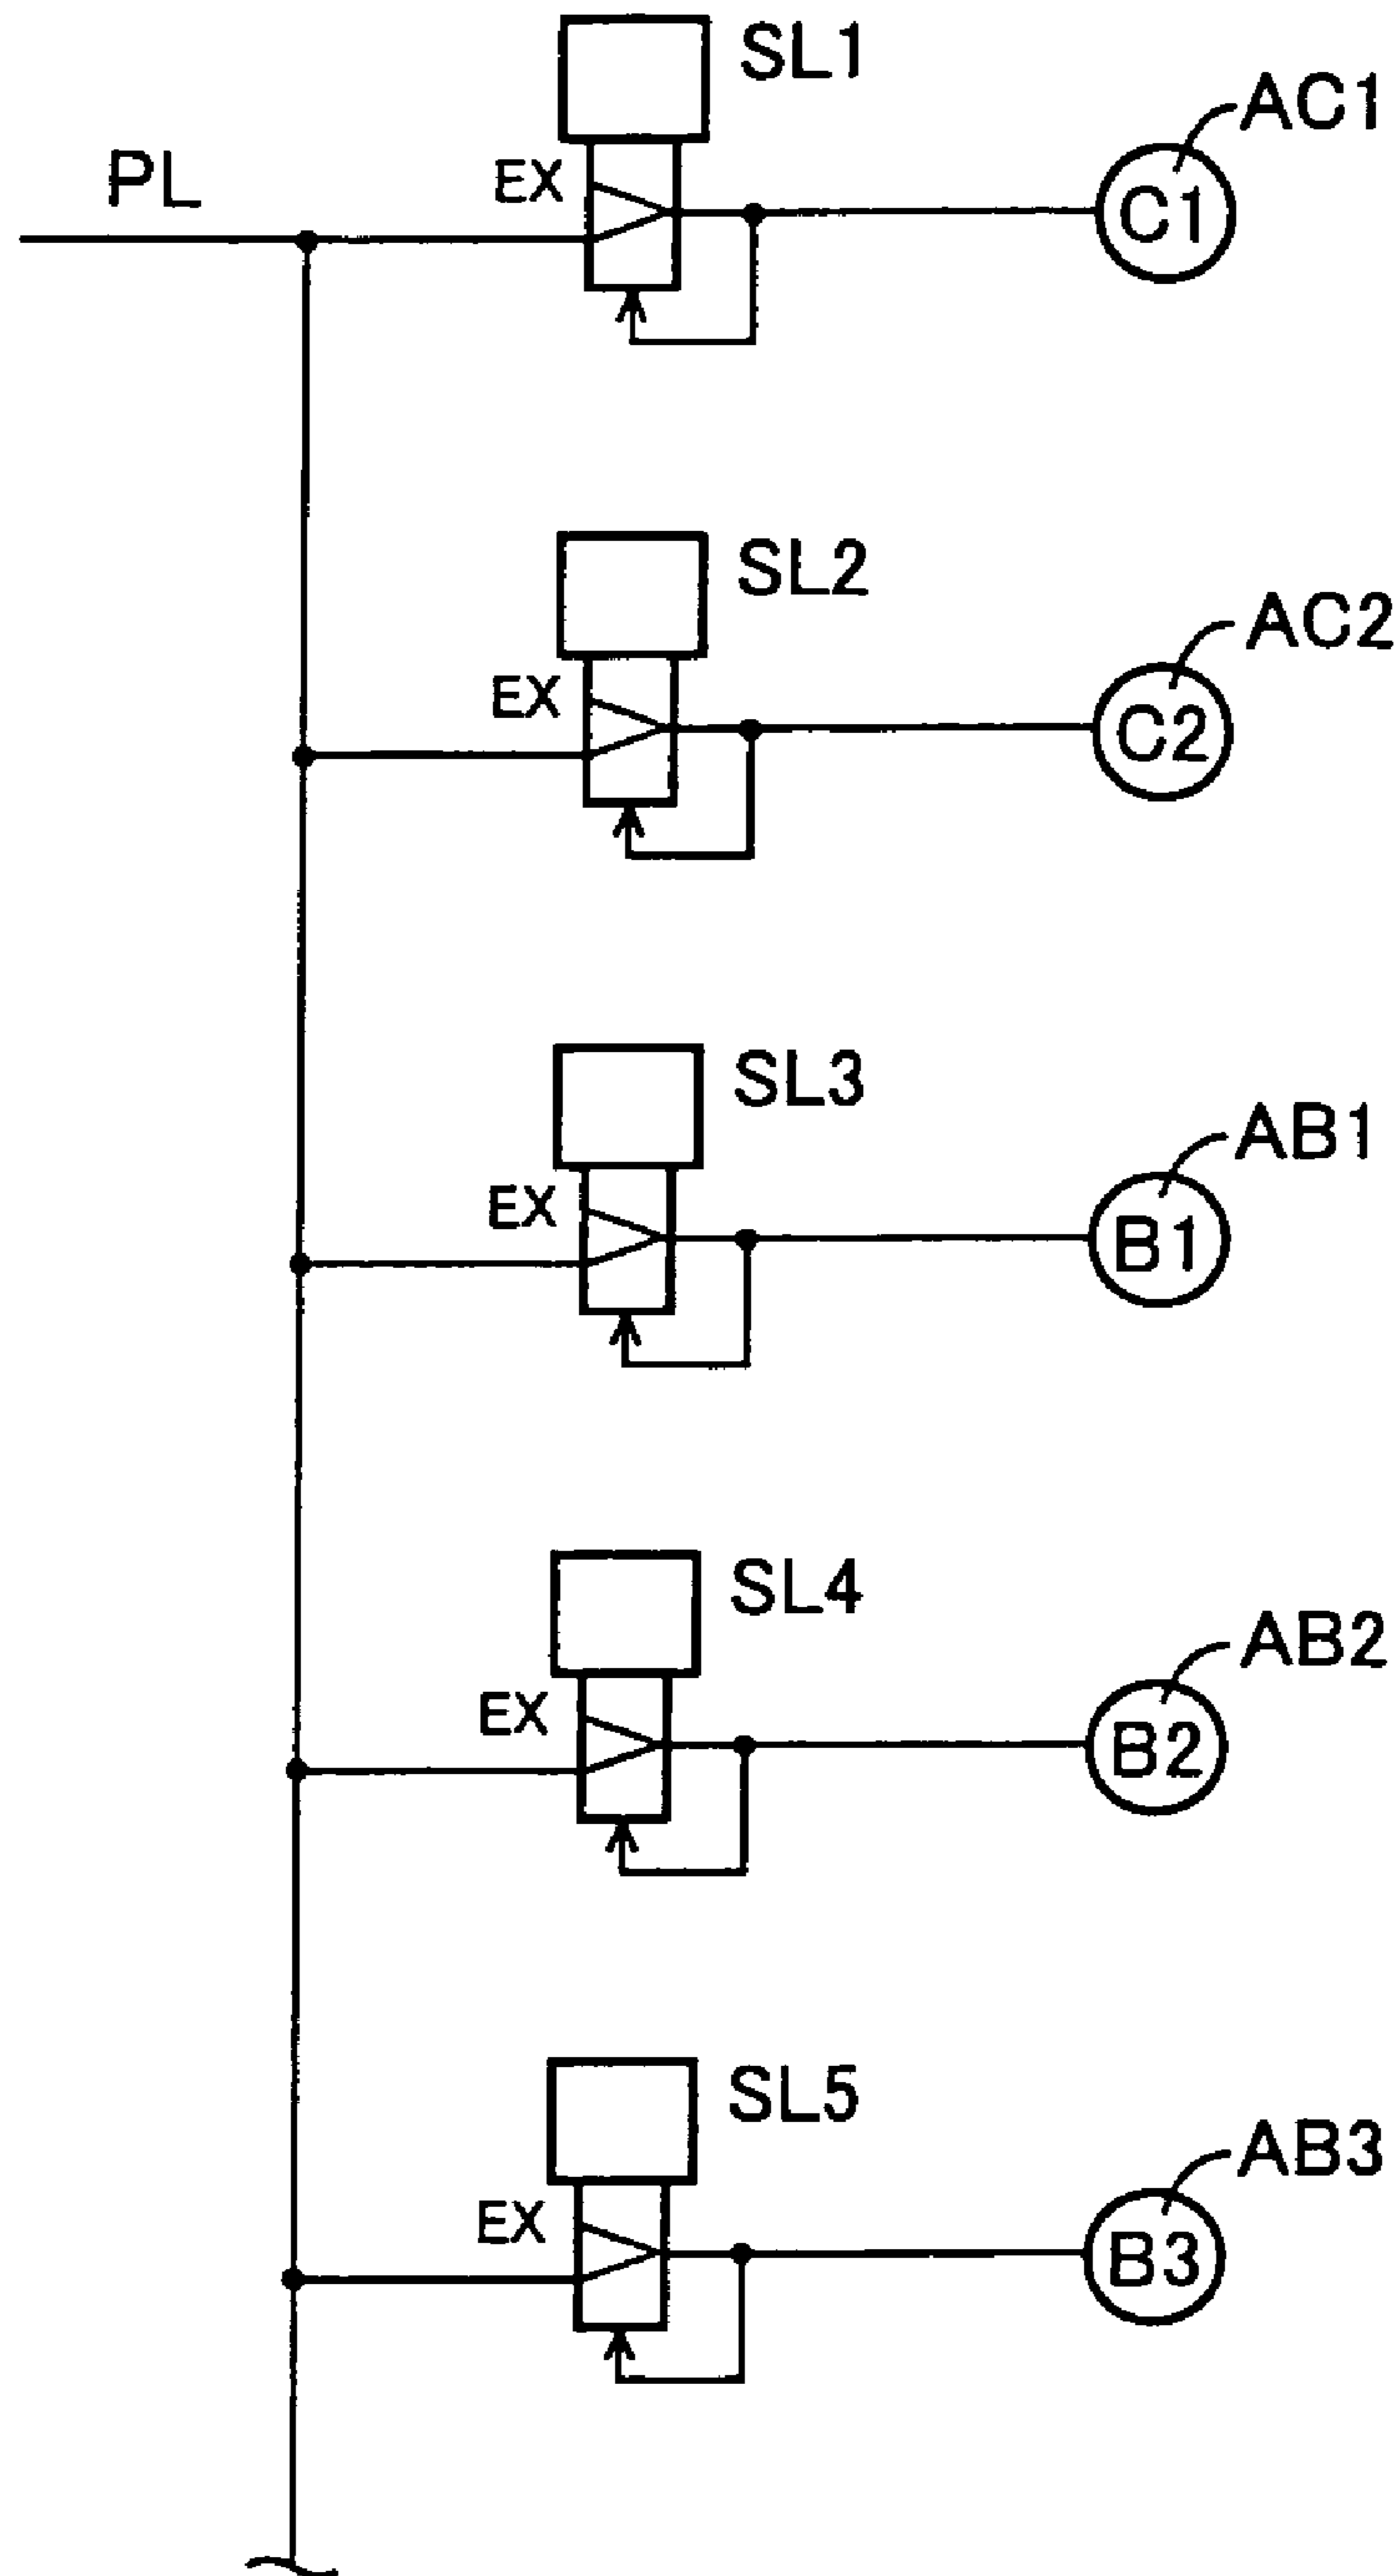 SL1
AC1
PL
EX
C1
SL2
AC2
EX
C2
SL3
AB1
EX
B1
SL4
AB2
EX
B2
SL5
AB3
EX
B3